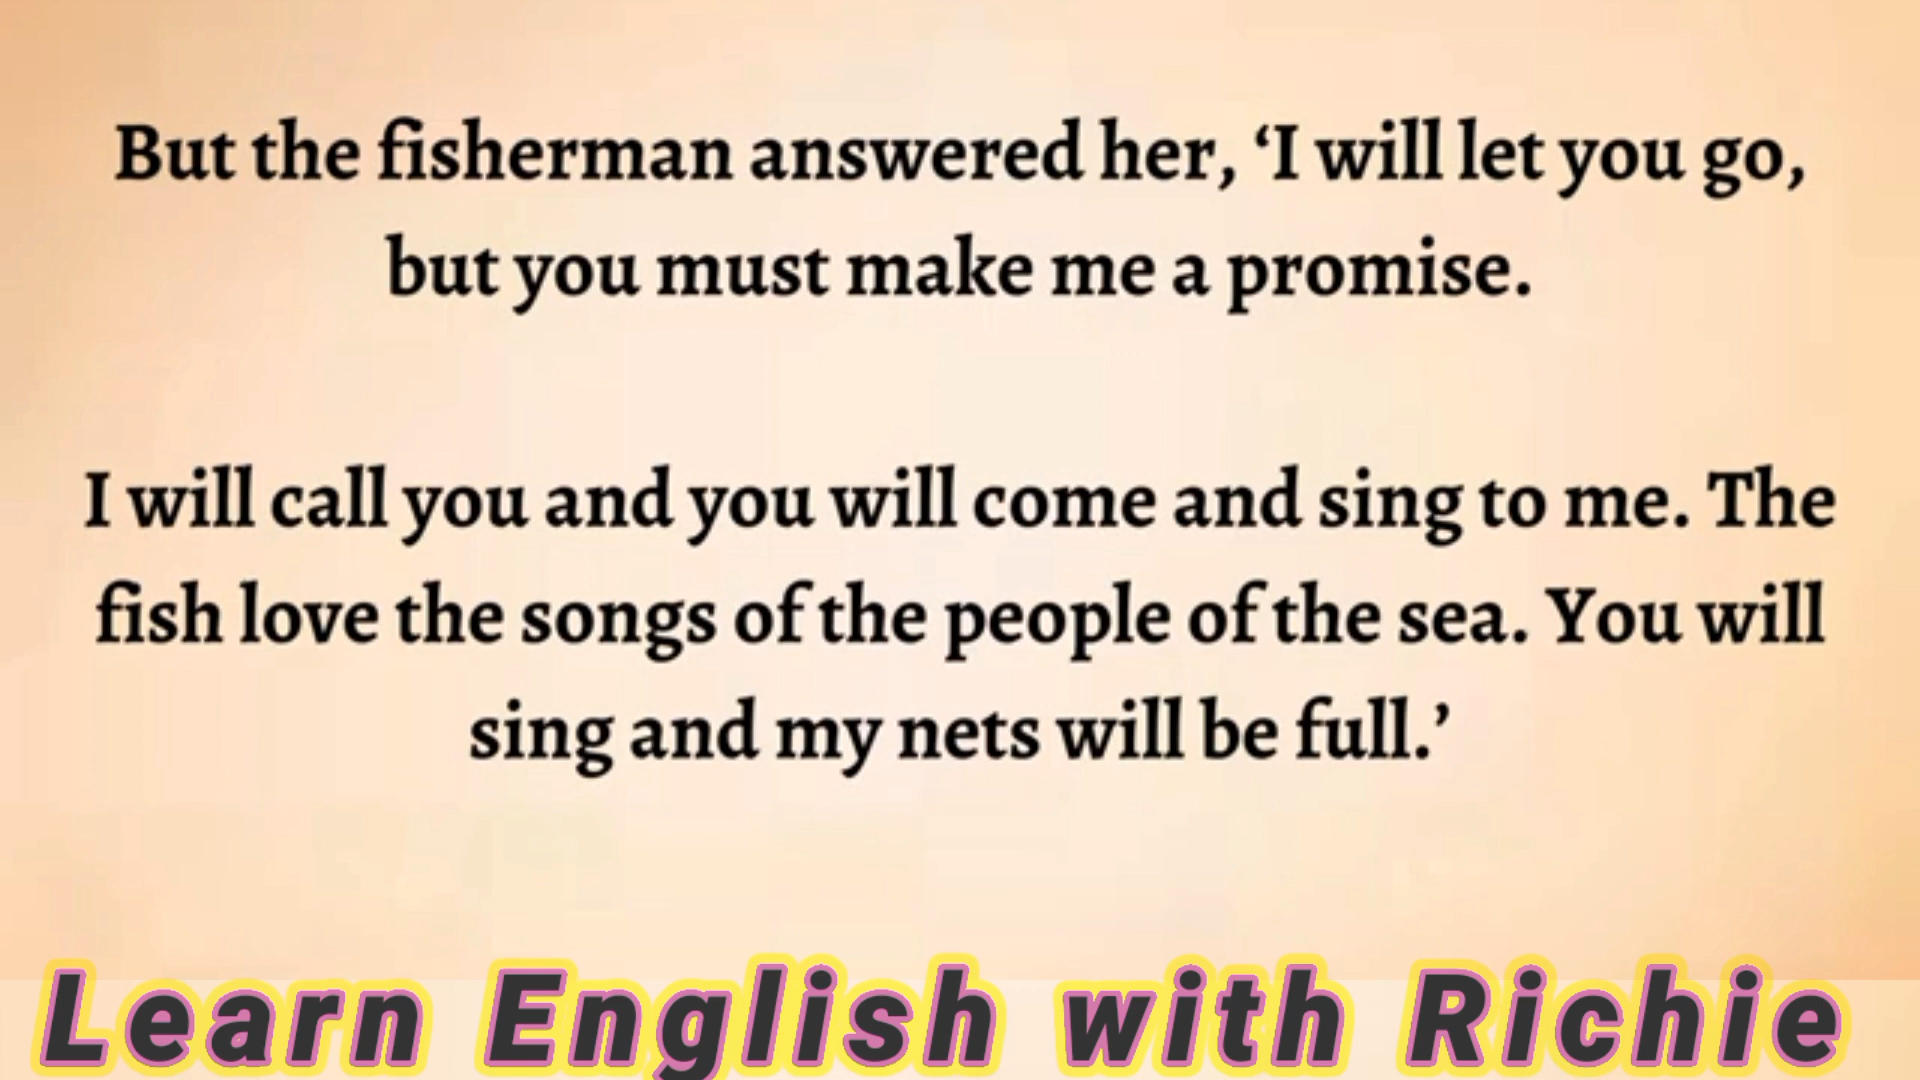 But the fisherman answered her, ‘I will let you go,
but you must make me a promise.
I will call you and you will come and sing to me. The
fish love the songs of the people of the sea. You will
sing and my nets will be full.’
Learn English with Richie